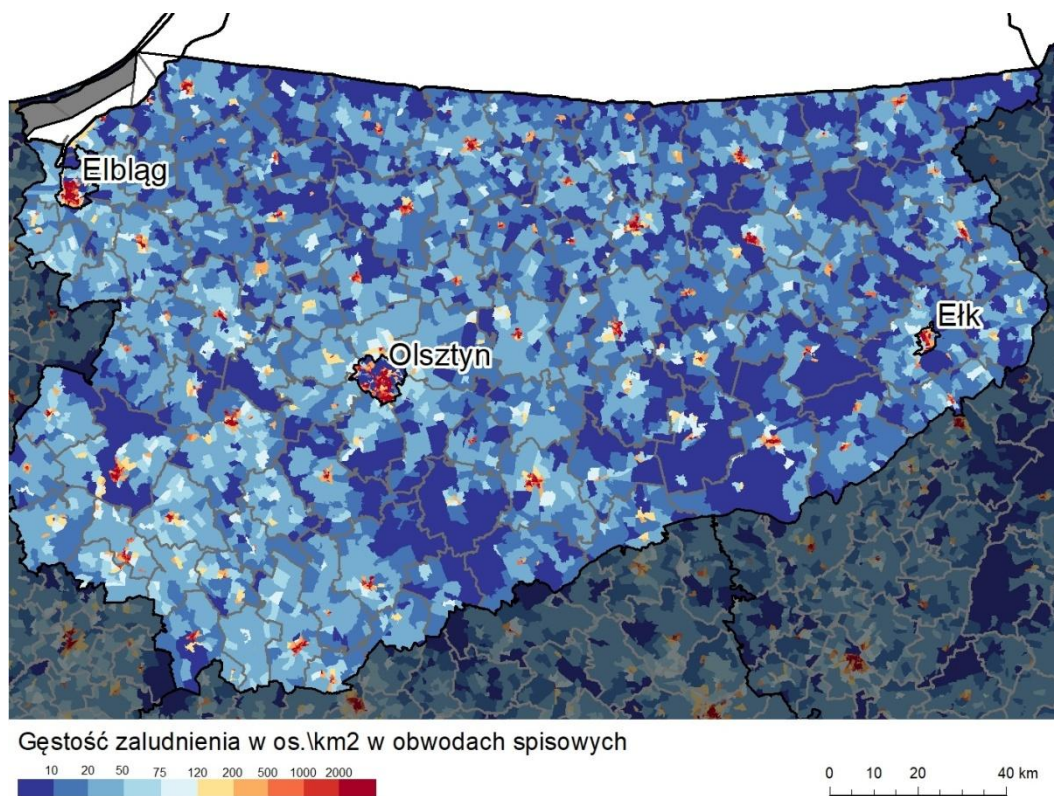 Elbląg
Olsztyn
Ełk
Gęstość zaludnienia w os.\km2 w obwodach spisowych
10 20 50 75 120 200 500 1000 2000
0 10 20 40 km